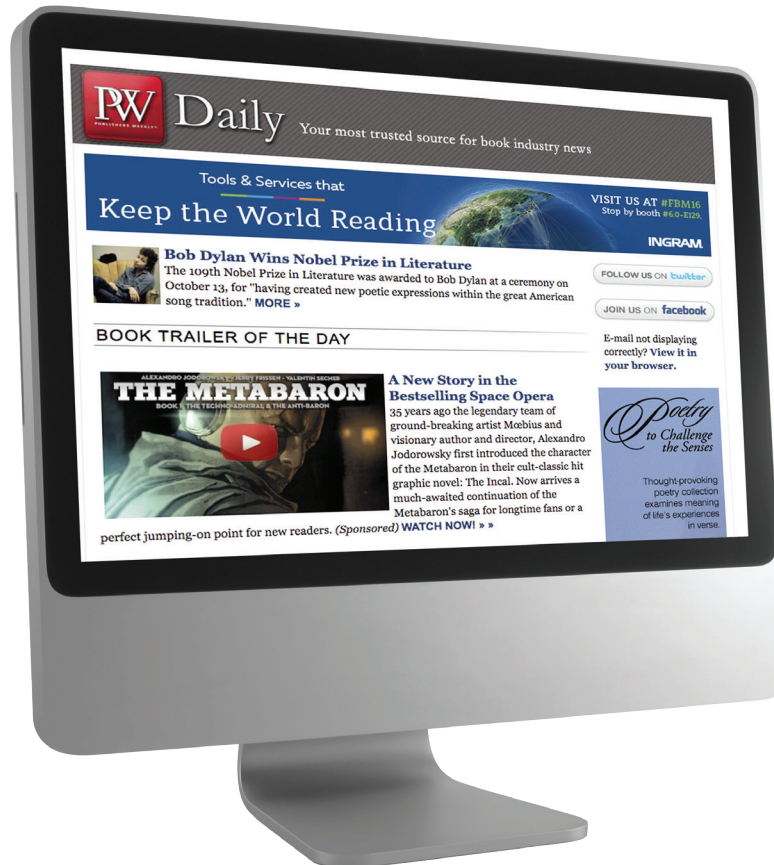 PW
PUBLISHERS WEEKLY
Daily
Your most trusted source for book industry news
Tools & Services that
Keep the World Reading
VISIT US AT #FBM16
Stop by booth #6.0-E129.
INGRAM
Bob Dylan Wins Nobel Prize in Literature
The 109th Nobel Prize in Literature was awarded to Bob Dylan at a ceremony on
October 13, for "having created new poetic expressions within the great American
song tradition." MORE »
FOLLOW US ON twitter
JOIN US ON facebook
E-mail not displaying
correctly? View it in
your browser.
BOOK TRAILER OF THE DAY
ALEXANDRO JODOROWSKY - JERRY FRISSEN - VALENTIN SECHER
THE METABARON
BOOK 1: THE TECHNO-ADMIRAL & THE ANTI-BARON
A New Story in the
Bestselling Space Opera
35 years ago the legendary team of
ground-breaking artist Mœbius and
visionary author and director, Alexandro
Jodorowsky first introduced the character
of the Metabaron in their cult-classic hit
graphic novel: The Incal. Now arrives a
much-awaited continuation of the
Metabaron's saga for longtime fans or a
perfect jumping-on point for new readers. (Sponsored) WATCH NOW! » »
Poetry
to Challenge
the Senses
Thought-provoking
poetry collection
examines meaning
of life's experiences
in verse.